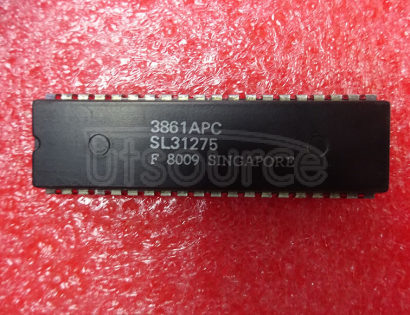 3861APC
SL31275
F 8009 SINGAPORE
Utsource